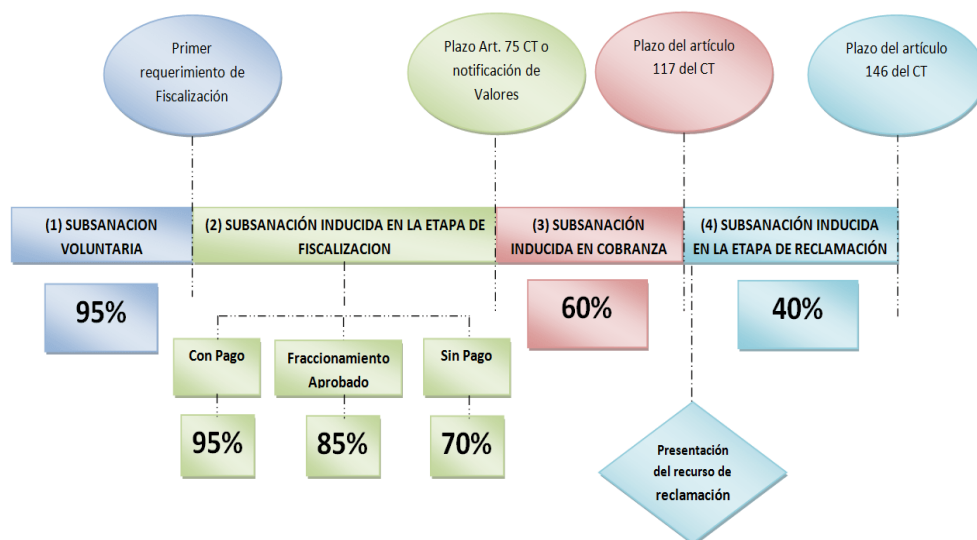 Primer
requerimiento de
Fiscalización
Plazo Art. 75 CT o
notificación de
Valores
Plazo del artículo
117 del CT
Plazo del artículo
146 del CT
(1) SUBSANACION
VOLUNTARIA
(2) SUBSANACIÓN INDUCIDA EN LA ETAPA DE
FISCALIZACION
(3) SUBSANACIÓN
INDUCIDA EN COBRANZA
(4) SUBSANACIÓN INDUCIDA
EN LA ETAPA DE RECLAMACIÓN
95%
60%
40%
Con Pago
Fraccionamiento
Aprobado
Sin Pago
95%
85%
70%
Presentación
del recurso de
reclamación